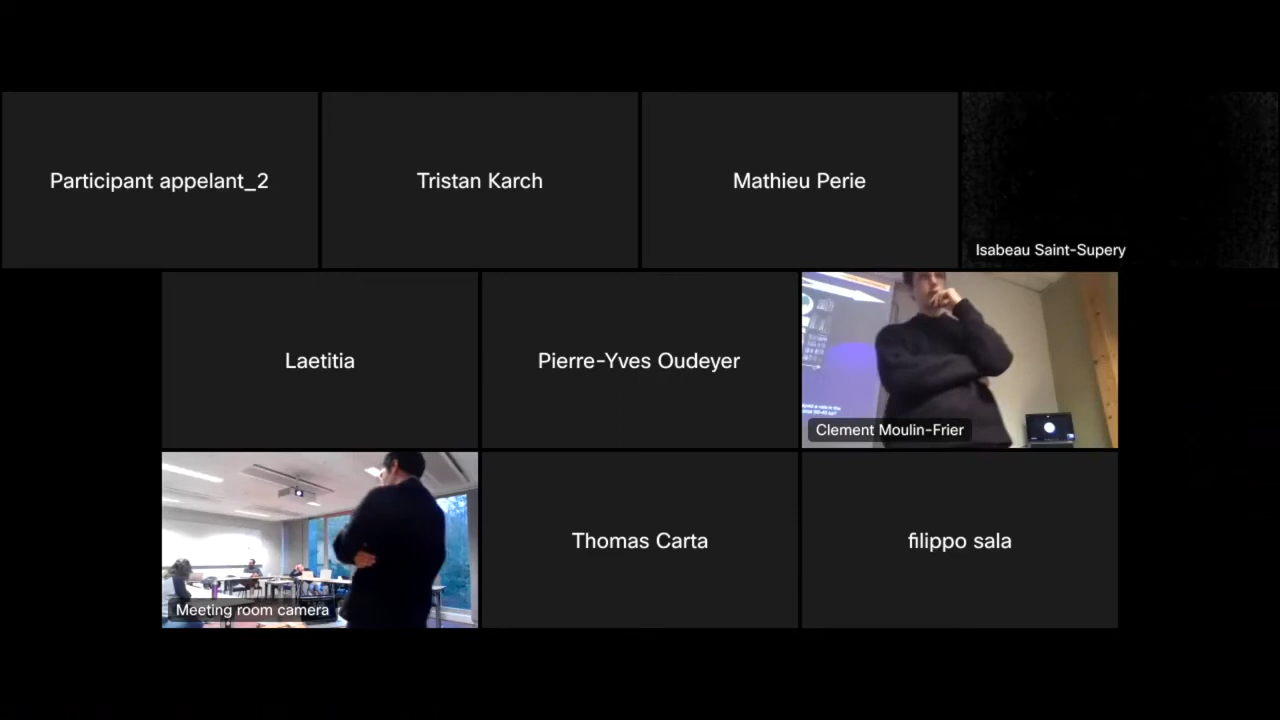 Participant appelant_2
Tristan Karch
Mathieu Perie
Isabeau Saint-Supery
Laetitia
Pierre-Yves Oudeyer
Clement Moulin-Frier
Meeting room camera
Thomas Carta
filippo sala